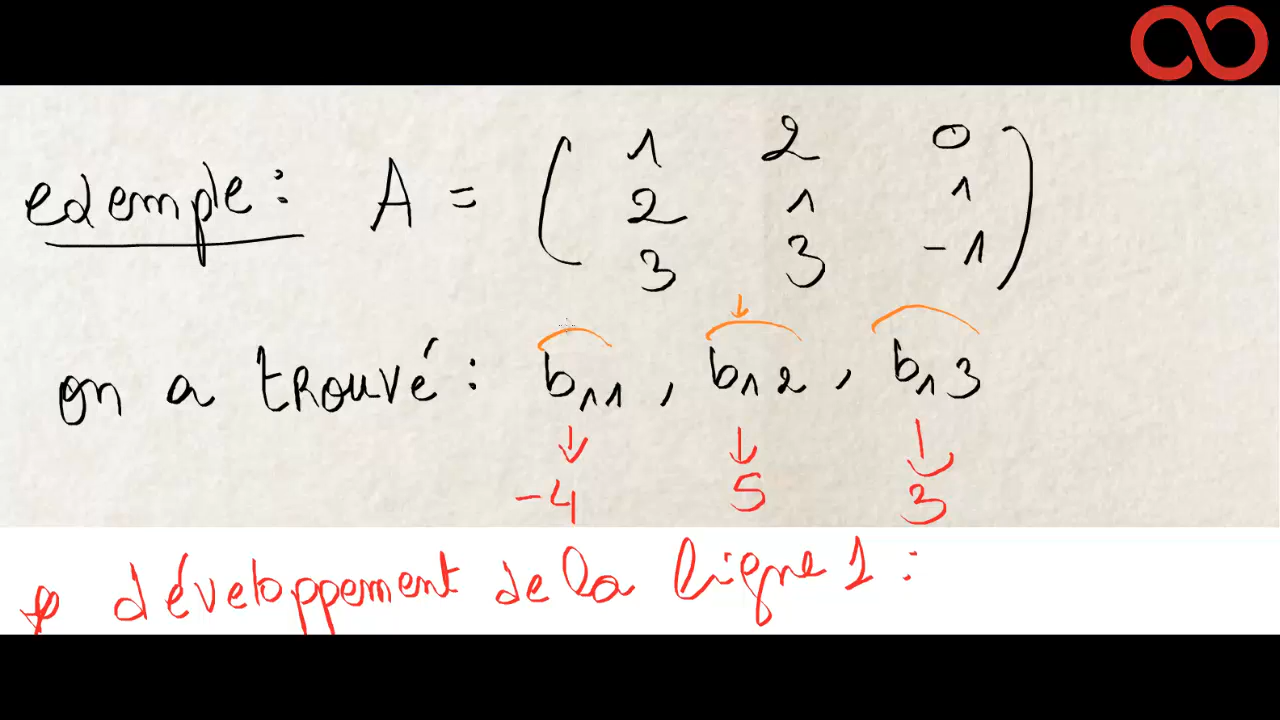 exemple : A = ( 1 2 0
2 1 1
3 3 -1 )
on a trouvé : b11 , b12 , b13
-4 5 3
développement de la ligne 1 :